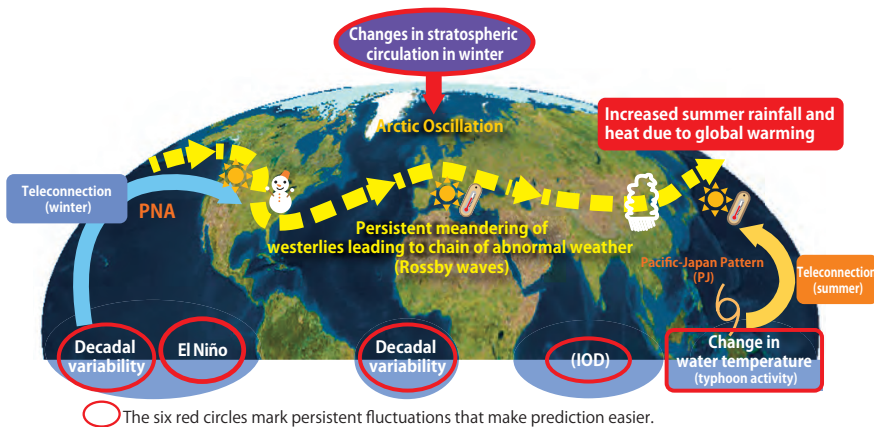 Changes in stratospheric
circulation in winter
Increased summer rainfall and
heat due to global warming
Arctic Oscillation
Teleconnection
(winter)
PNA
Persistent meandering of
westerlies leading to chain of abnormal weather
(Rossby waves)
Pacific-Japan Pattern
(PJ)
Teleconnection
(summer)
Decadal
variability
El Niño
Decadal
variability
(IOD)
Change in
water temperature
(typhoon activity)
The six red circles mark persistent fluctuations that make prediction easier.